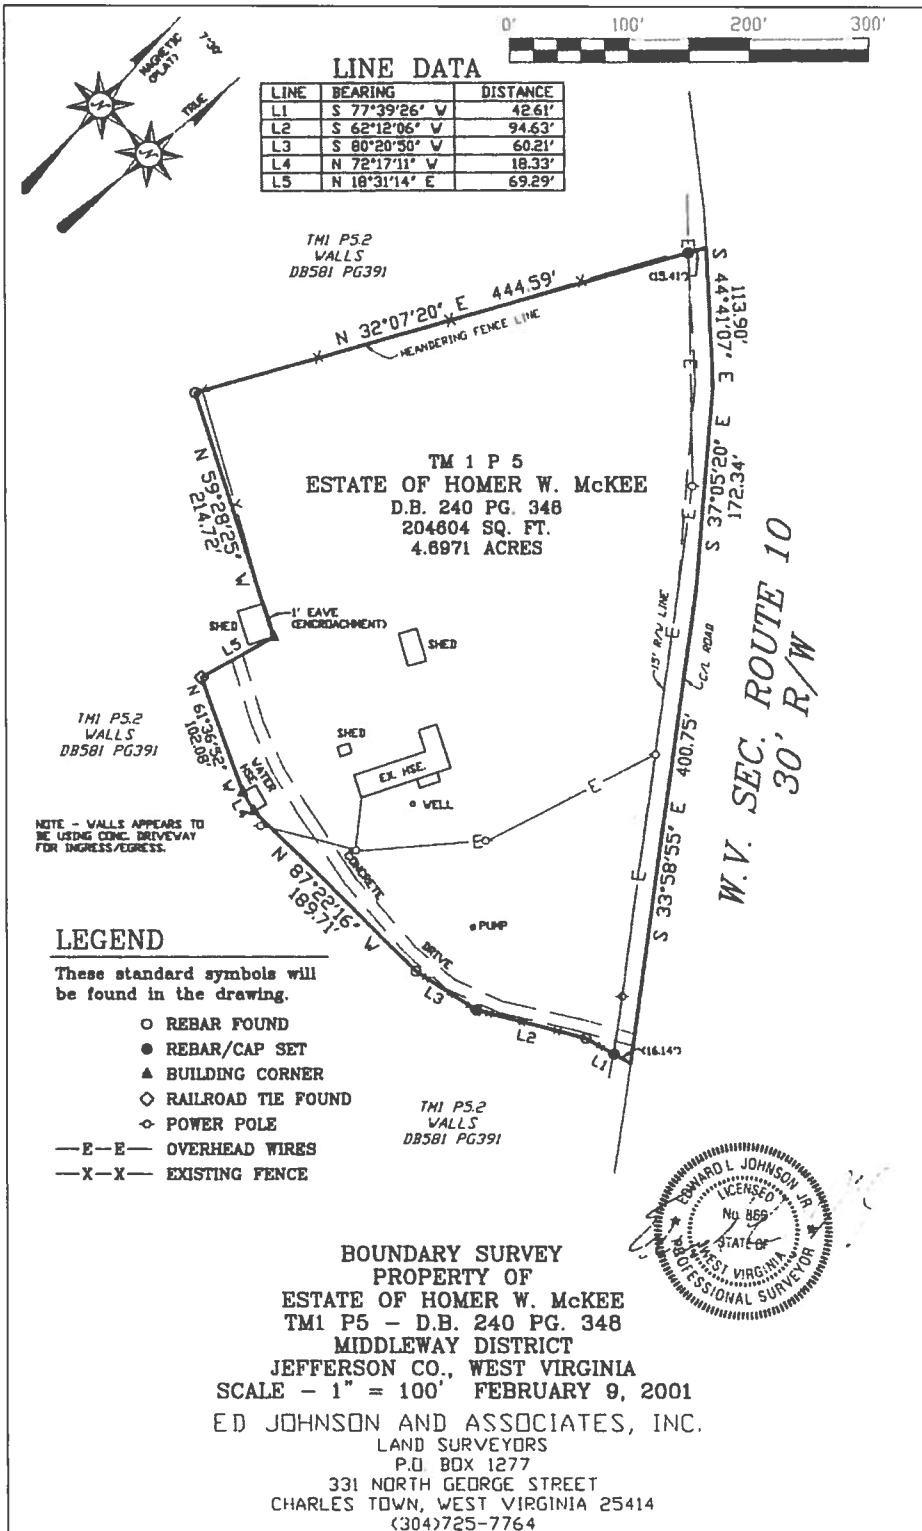 0' 100' 200' 300'
MAGNETIC
(PLAT)
7°30'
TRUE
LINE DATA
LINE BEARING DISTANCE
L1 S 77°39'26" W 42.61'
L2 S 62°12'06" W 94.63'
L3 S 80°20'50" W 60.21'
L4 N 72°17'11" W 18.33'
L5 N 18°31'14" E 69.29'
TM1 P5.2
WALLS
DB581 PG391
N 32°07'20" E 444.59'
MEANDERING FENCE LINE
(15.41')
S 44°41'07" E
113.90'
S 37°05'20" E
172.34'
N 59°28'25" W
214.72'
TM 1 P 5
ESTATE OF HOMER W. McKEE
D.B. 240 PG. 348
204604 SQ. FT.
4.6971 ACRES
1' EAVE
(ENCROACHMENT)
SHED
L5
SHED
15' R/W LINE
C/L ROAD
W.V. SEC. ROUTE 10
30' R/W
TM1 P5.2
WALLS
DB581 PG391
N 61°36'52" W
102.08'
WATER
HSE
L4
SHED
EX. HSE.
WELL
S 33°58'55" E 400.75'
NOTE - WALLS APPEARS TO
BE USING CONC. DRIVEWAY
FOR INGRESS/EGRESS.
N 87°22'16" W
189.71'
CONCRETE
DRIVE
PUMP
L3
L2
L1
(16.14')
LEGEND
These standard symbols will
be found in the drawing.
REBAR FOUND
REBAR/CAP SET
BUILDING CORNER
RAILROAD TIE FOUND
POWER POLE
—E—E— OVERHEAD WIRES
—X—X— EXISTING FENCE
TM1 P5.2
WALLS
DB581 PG391
EDWARD L JOHNSON JR.
LICENSED
No. 869
STATE OF
WEST VIRGINIA
PROFESSIONAL SURVEYOR
BOUNDARY SURVEY
PROPERTY OF
ESTATE OF HOMER W. McKEE
TM1 P5 - D.B. 240 PG. 348
MIDDLEWAY DISTRICT
JEFFERSON CO., WEST VIRGINIA
SCALE - 1" = 100' FEBRUARY 9, 2001
ED JOHNSON AND ASSOCIATES, INC.
LAND SURVEYORS
P.O. BOX 1277
331 NORTH GEORGE STREET
CHARLES TOWN, WEST VIRGINIA 25414
(304)725-7764